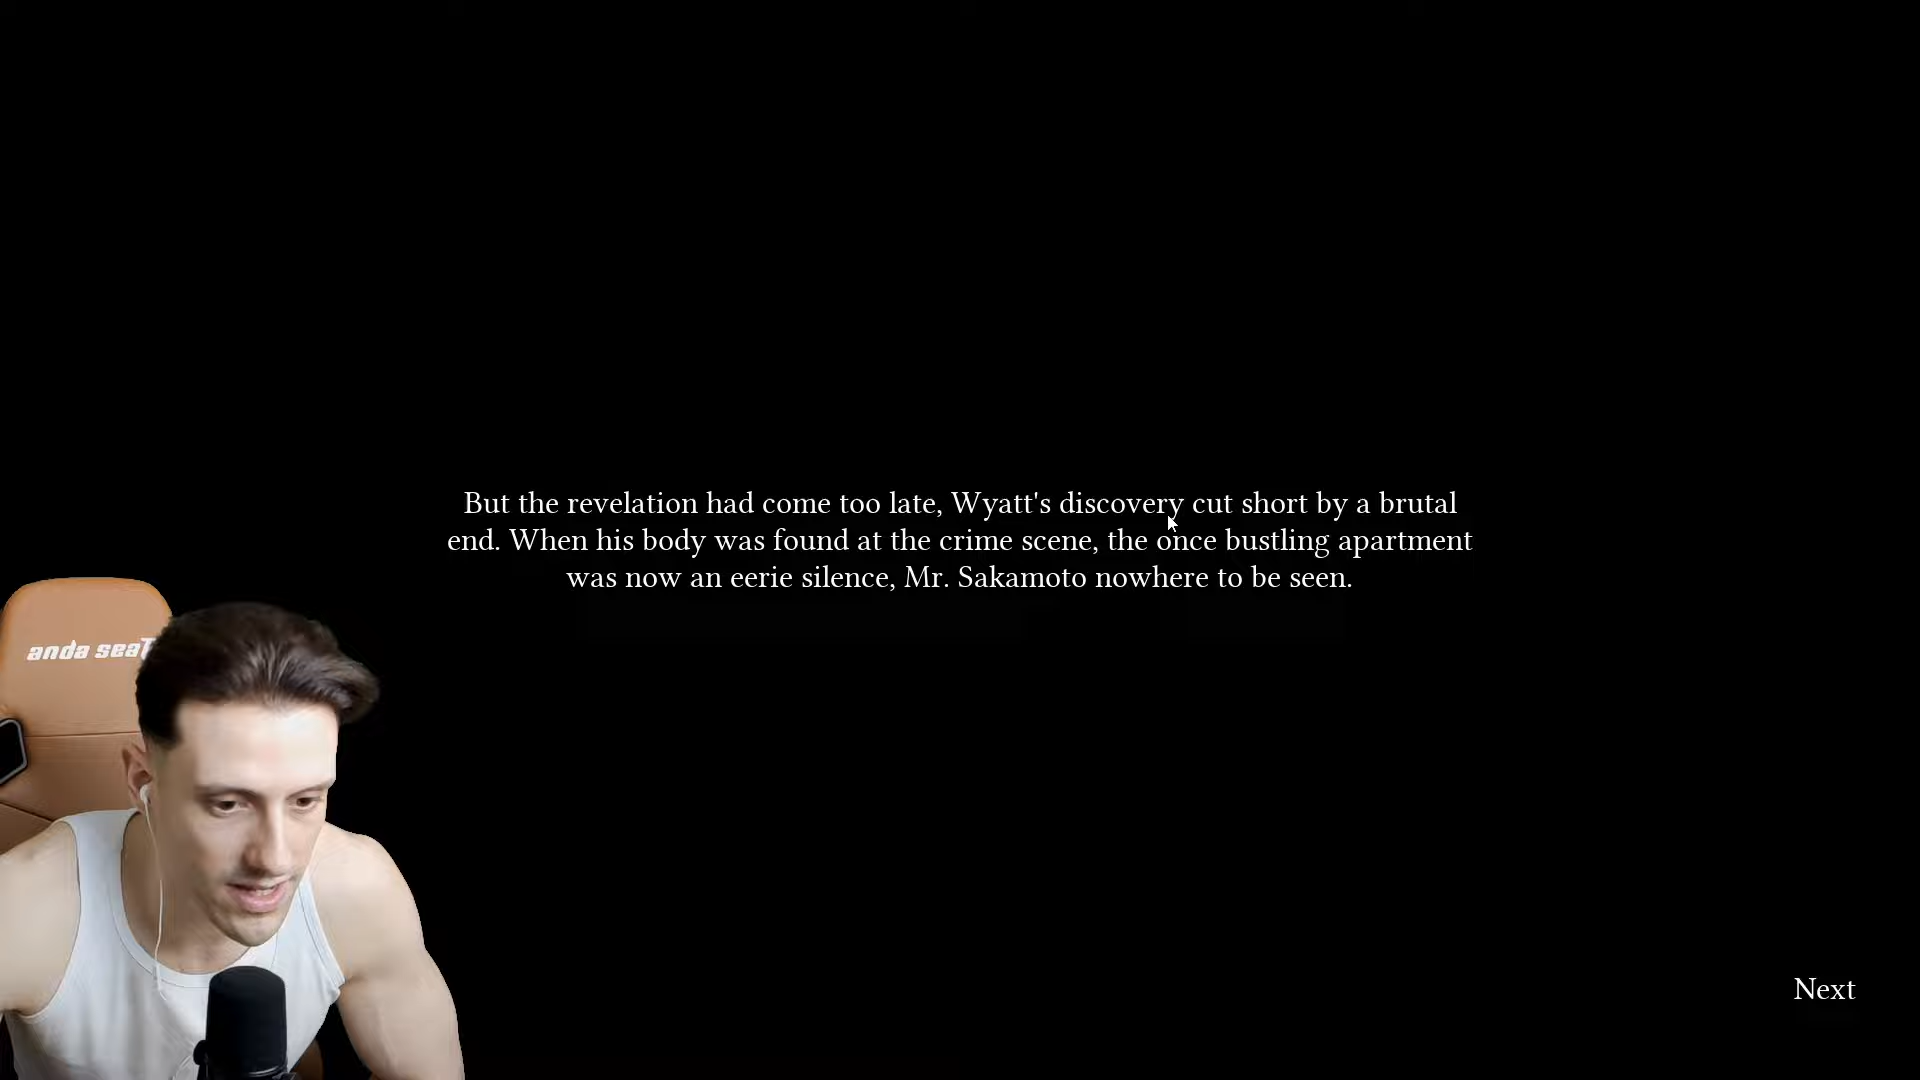 But the revelation had come too late, Wyatt's discovery cut short by a brutal
end. When his body was found at the crime scene, the once bustling apartment
was now an eerie silence, Mr. Sakamoto nowhere to be seen.
anda seaT
Next